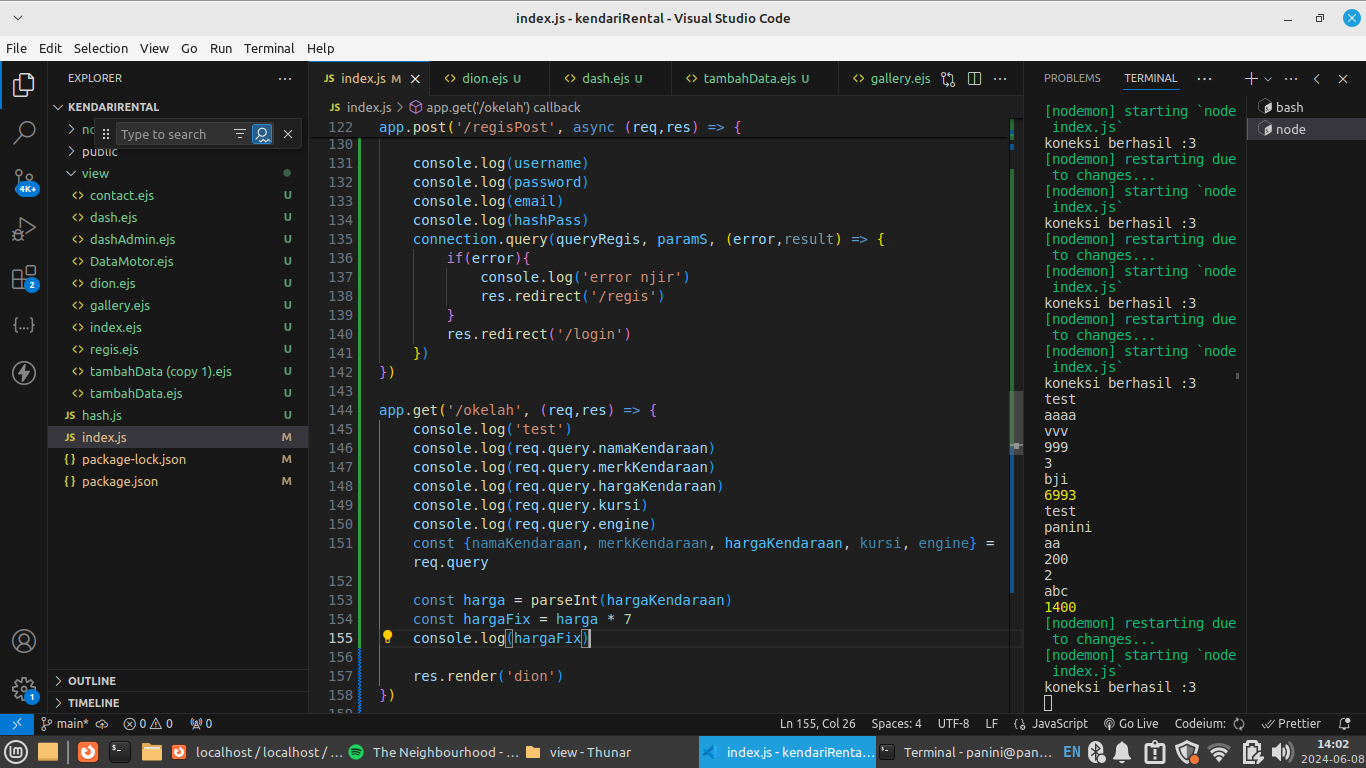 index.js - kendariRental - Visual Studio Code
File Edit Selection View Go Run Terminal Help
EXPLORER
KENDARIRENTAL
Type to search
public
view
contact.ejs U
dash.ejs U
dashAdmin.ejs U
DataMotor.ejs U
dion.ejs U
gallery.ejs U
index.ejs U
regis.ejs U
tambahData (copy 1).ejs U
tambahData.ejs U
JS hash.js U
JS index.js M
{} package-lock.json M
{} package.json M
OUTLINE
TIMELINE
4K+
2
1
JS index.js M
dion.ejs U
dash.ejs U
tambahData.ejs U
gallery.ejs
JS index.js > app.get('/okelah') callback
122 app.post('/regisPost', async (req,res) => {
130
131 console.log(username)
132 console.log(password)
133 console.log(email)
134 console.log(hashPass)
135 connection.query(queryRegis, paramS, (error,result) => {
136 if(error){
137 console.log('error njir')
138 res.redirect('/regis')
139 }
140 res.redirect('/login')
141 })
142 })
143
144 app.get('/okelah', (req,res) => {
145 console.log('test')
146 console.log(req.query.namaKendaraan)
147 console.log(req.query.merkKendaraan)
148 console.log(req.query.hargaKendaraan)
149 console.log(req.query.kursi)
150 console.log(req.query.engine)
151 const {namaKendaraan, merkKendaraan, hargaKendaraan, kursi, engine} =
req.query
152
153 const harga = parseInt(hargaKendaraan)
154 const hargaFix = harga * 7
155 console.log(hargaFix)
156
157 res.render('dion')
158 })
PROBLEMS TERMINAL
bash
node
[nodemon] starting `node
index.js`
koneksi berhasil :3
[nodemon] restarting due
to changes...
[nodemon] starting `node
index.js`
koneksi berhasil :3
[nodemon] restarting due
to changes...
[nodemon] starting `node
index.js`
koneksi berhasil :3
[nodemon] restarting due
to changes...
[nodemon] starting `node
index.js`
koneksi berhasil :3
test
aaaa
vvv
999
3
bji
6993
test
panini
aa
200
2
abc
1400
[nodemon] restarting due
to changes...
[nodemon] starting `node
index.js`
koneksi berhasil :3
main* 0 0 0 Ln 155, Col 26 Spaces: 4 UTF-8 LF {} JavaScript Go Live Codeium: Prettier
localhost / localhost / ... The Neighbourhood - ... view - Thunar index.js - kendariRenta... Terminal - panini@pan... EN 14:02
2024-06-08